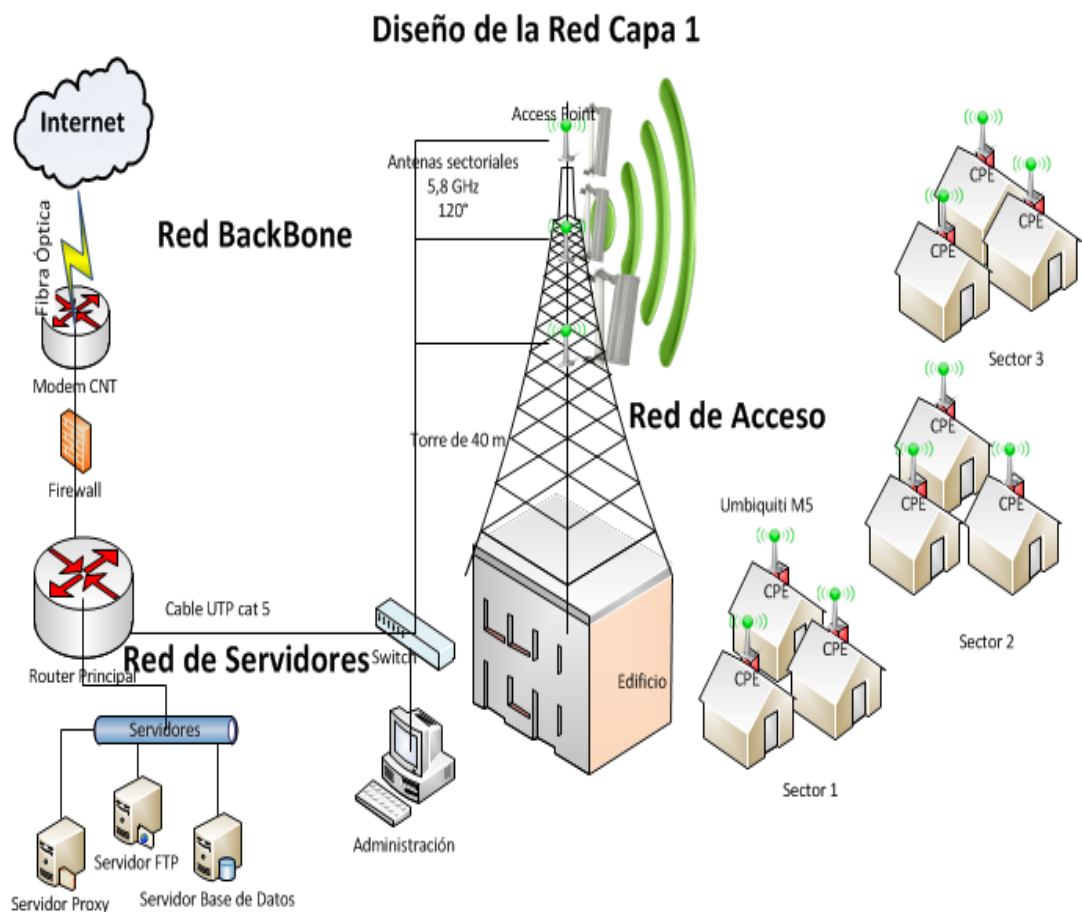 Diseño de la Red Capa 1
Internet
Fibra Óptica
Red BackBone
Access Point
Antenas sectoriales
5,8 GHz
120°
Modem CNT
Firewall
Torre de 40 m
Red de Acceso
CPE
CPE
CPE
Sector 3
CPE
CPE
CPE
Sector 2
Umbiquiti M5
CPE
CPE
CPE
Sector 1
Cable UTP cat 5
Red de Servidores
Switch
Router Principal
Edificio
Servidores
Administración
Servidor FTP
Servidor Proxy
Servidor Base de Datos